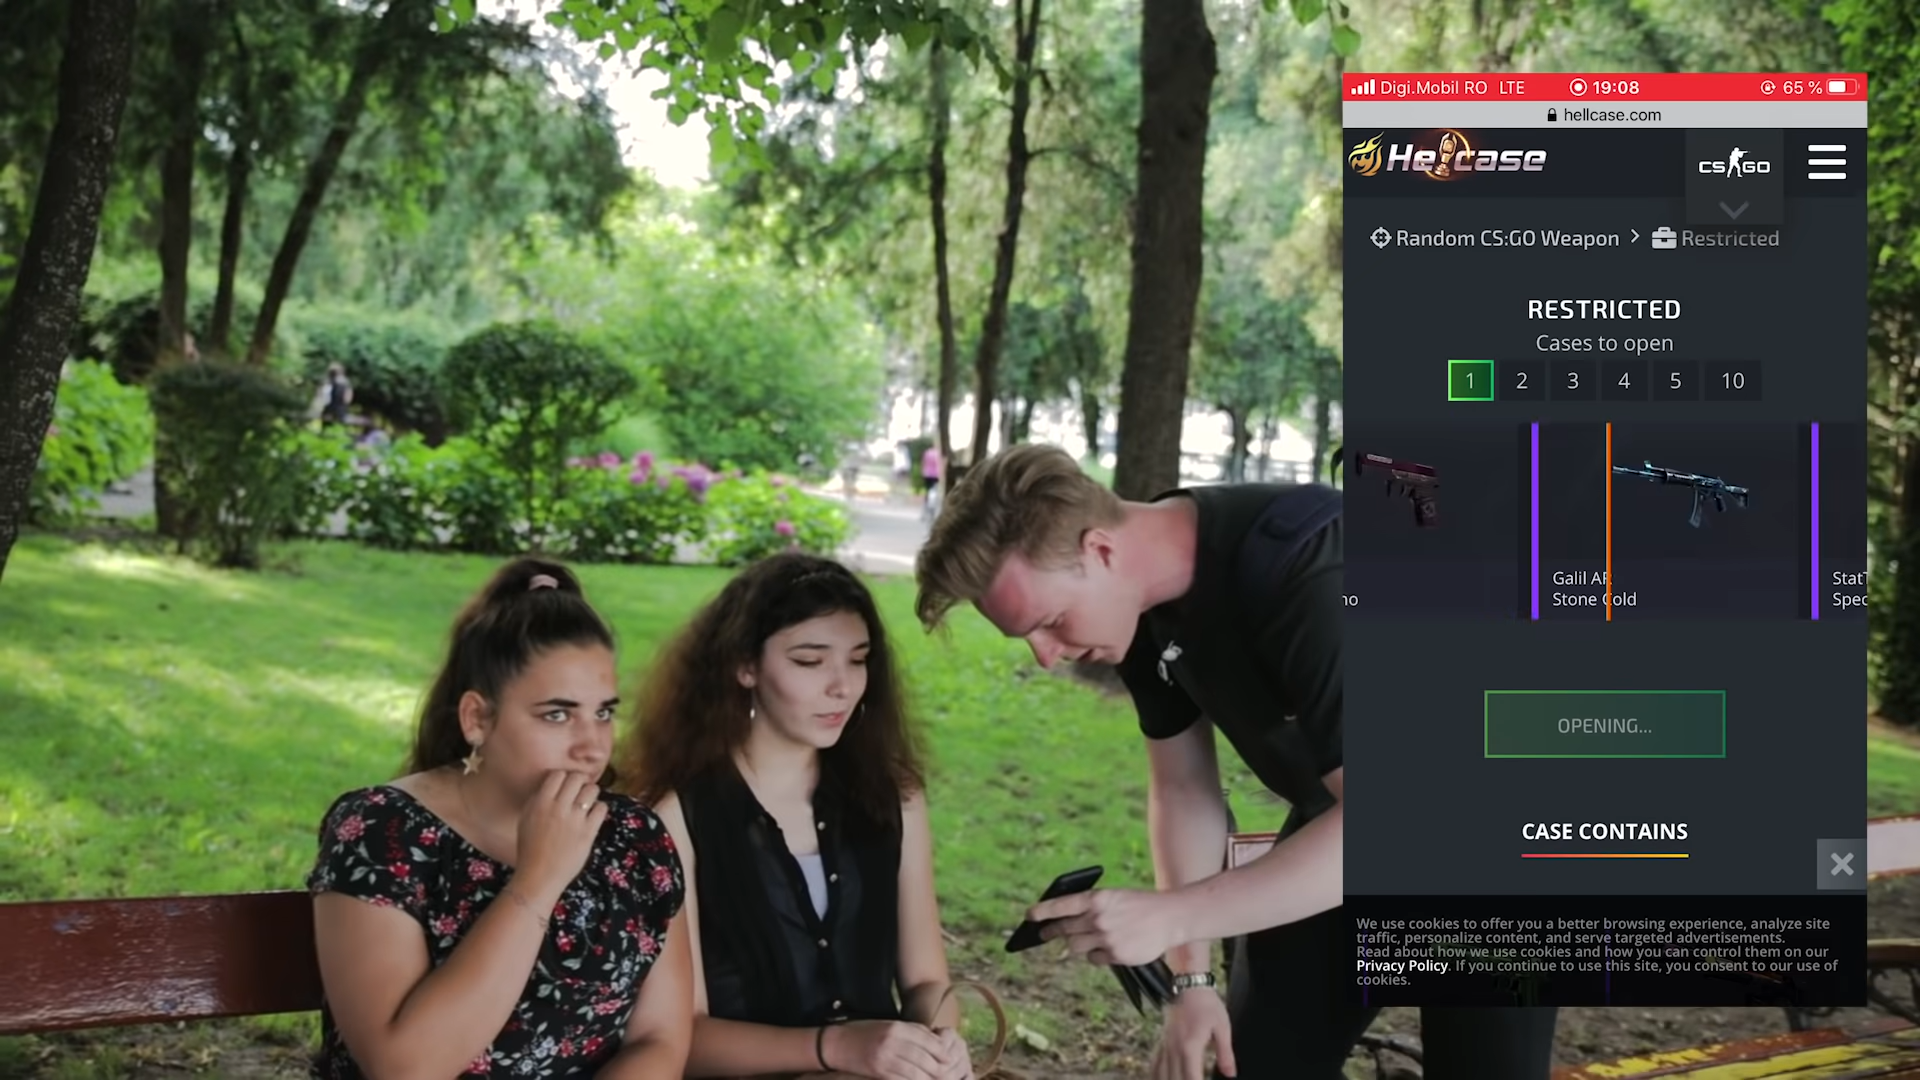 Digi.Mobil RO LTE 19:08 65 %
hellcase.com
Hellcase
CS GO
Random CS:GO Weapon > Restricted
RESTRICTED
Cases to open
1 2 3 4 5 10
Galil AR
Stone Cold
StatT
Spec
no
OPENING...
CASE CONTAINS
We use cookies to offer you a better browsing experience, analyze site
traffic, personalize content, and serve targeted advertisements.
Read about how we use cookies and how you can control them on our
Privacy Policy. If you continue to use this site, you consent to our use of
cookies.